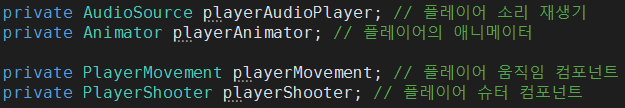 private AudioSource playerAudioPlayer; // 플레이어 소리 재생기
private Animator playerAnimator; // 플레이어의 애니메이터
private PlayerMovement playerMovement; // 플레이어 움직임 컴포넌트
private PlayerShooter playerShooter; // 플레이어 슈터 컴포넌트